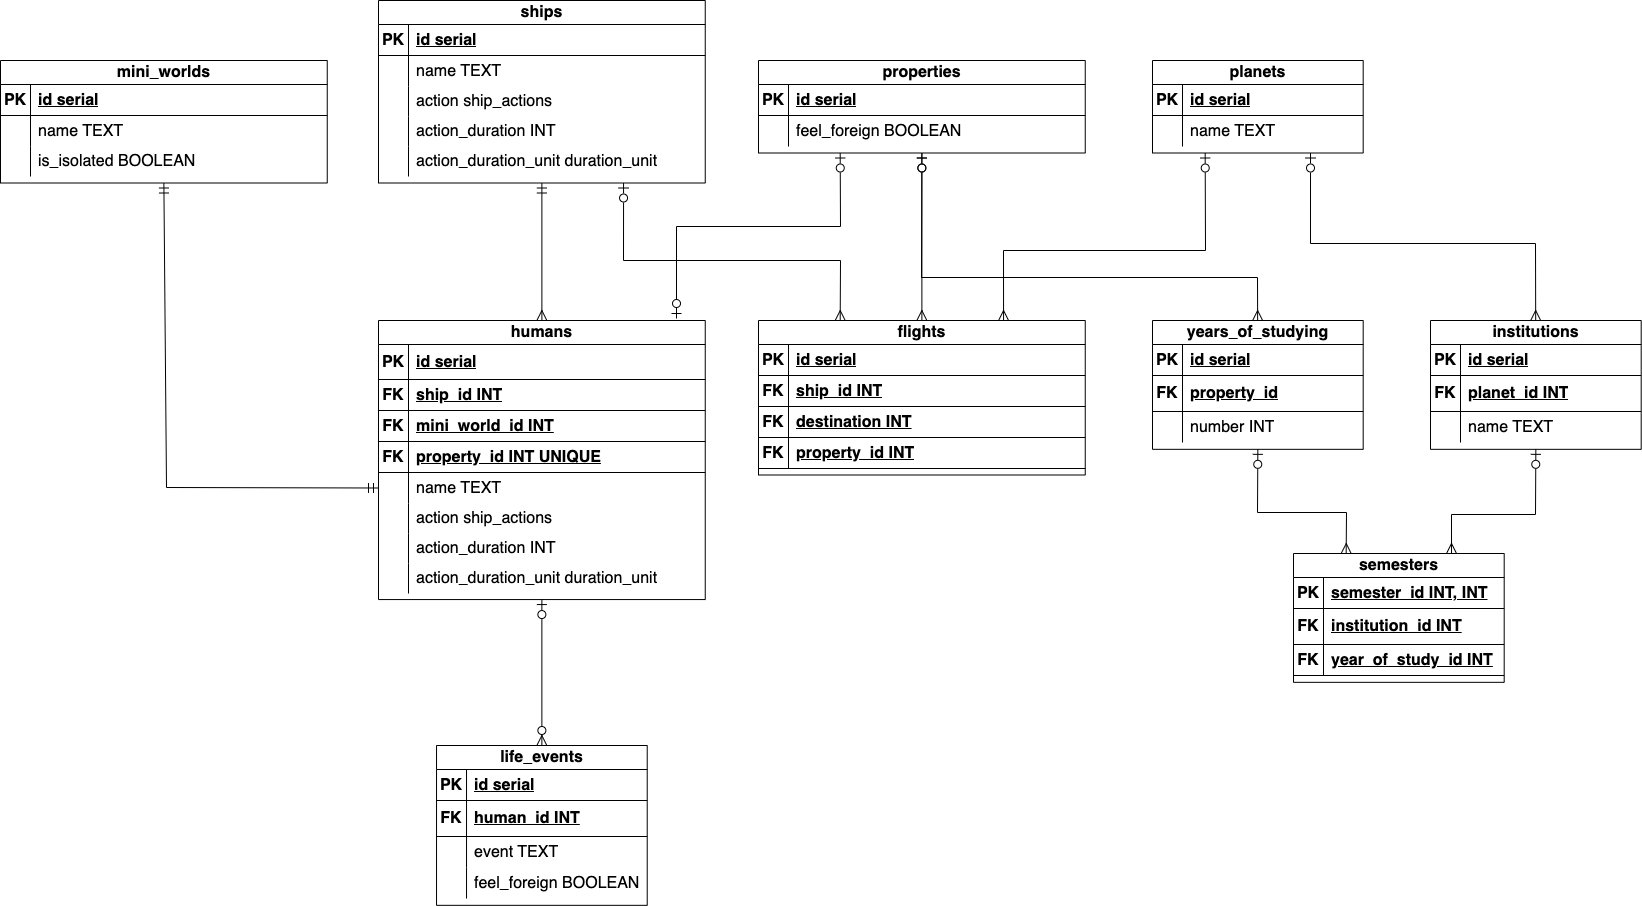 ships
PK id serial
name TEXT
action ship_actions
action_duration INT
action_duration_unit duration_unit
mini_worlds
PK id serial
name TEXT
is_isolated BOOLEAN
properties
PK id serial
feel_foreign BOOLEAN
planets
PK id serial
name TEXT
humans
PK id serial
FK ship_id INT
FK mini_world_id INT
FK property_id INT UNIQUE
name TEXT
action ship_actions
action_duration INT
action_duration_unit duration_unit
flights
PK id serial
FK ship_id INT
FK destination INT
FK property_id INT
years_of_studying
PK id serial
FK property_id
number INT
institutions
PK id serial
FK planet_id INT
name TEXT
semesters
PK semester_id INT, INT
FK institution_id INT
FK year_of_study_id INT
life_events
PK id serial
FK human_id INT
event TEXT
feel_foreign BOOLEAN